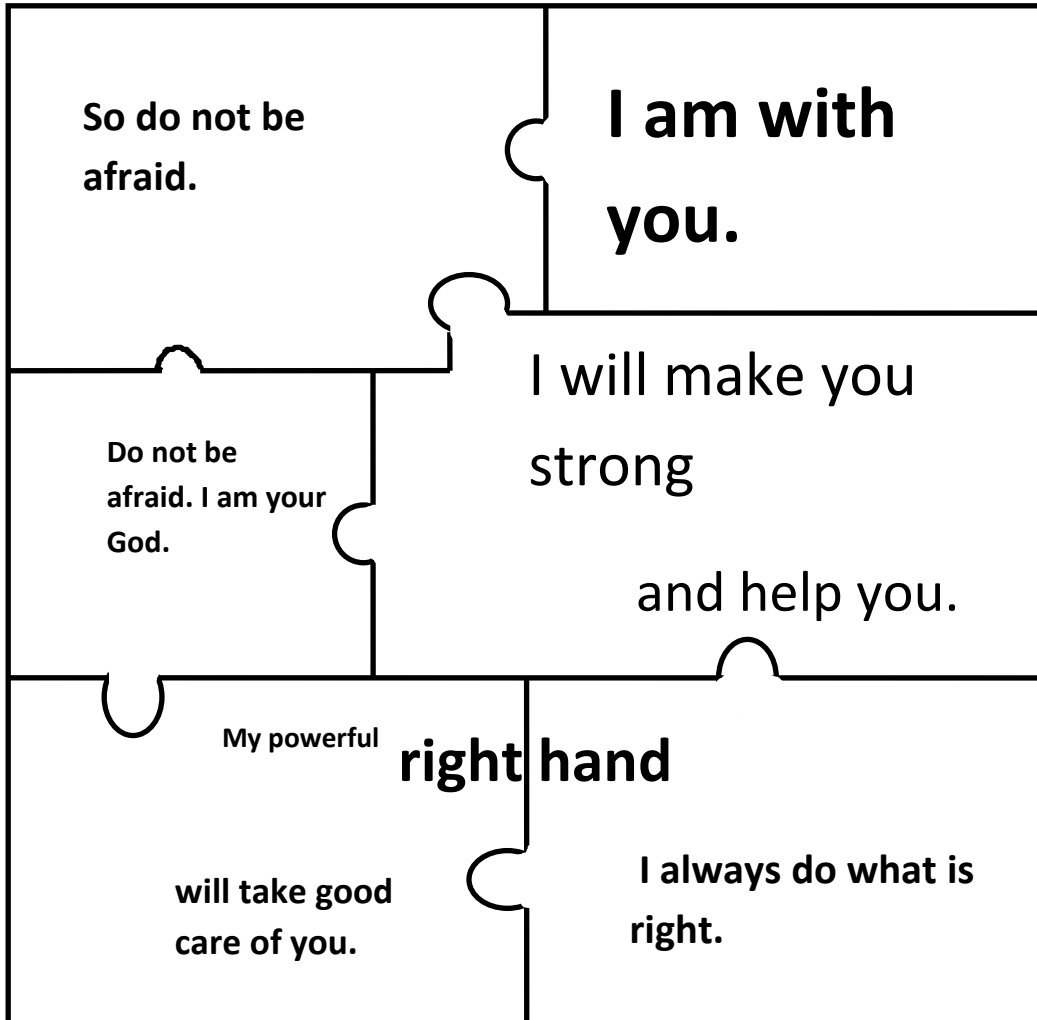 So do not be
afraid.
I am with
you.
Do not be
afraid. I am your
God.
I will make you
strong
and help you.
My powerful right hand
will take good
care of you.
I always do what is
right.